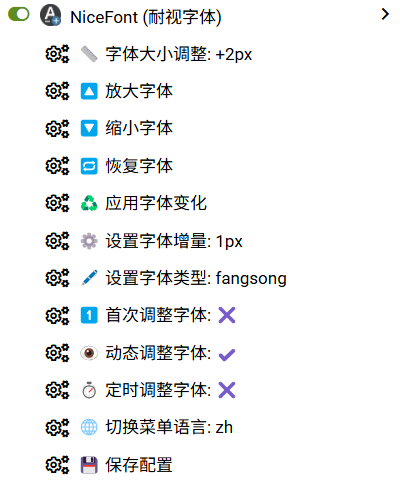 NiceFont (耐视字体)
字体大小调整: +2px
放大字体
缩小字体
恢复字体
应用字体变化
设置字体增量: 1px
设置字体类型: fangsong
首次调整字体:
动态调整字体:
定时调整字体:
切换菜单语言: zh
保存配置